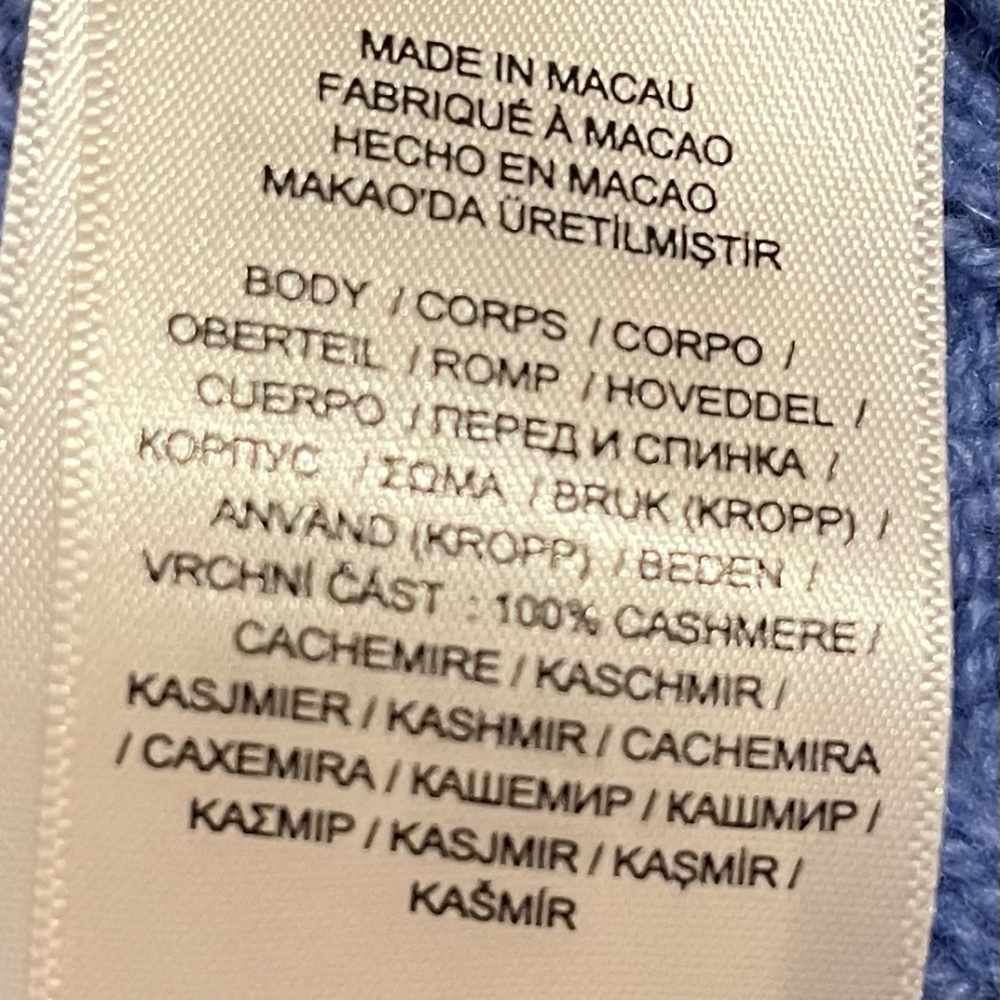 MADE IN MACAU
FABRIQUÉ À MACAO
HECHO EN MACAO
MAKAO'DA ÜRETİLMİŞTİR
BODY / CORPS / CORPO /
OBERTEIL / ROMP / HOVEDDEL /
CUERPO / ПЕРЕД И СПИНКА /
КОРПУС / ΣΩΜΑ / BRUK (KROPP) /
ANVÄND (KROPP) / BEDEN /
VRCHNÍ ČÁST : 100% CASHMERE /
CACHEMIRE / KASCHMIR /
KASJMIER / KASHMIR / CACHEMIRA
/ CAXEMIRA / КАШЕМИР / КАШМИР /
ΚΑΣΜΙΡ / KASJMIR / KAŞMİR /
KAŠMÍR